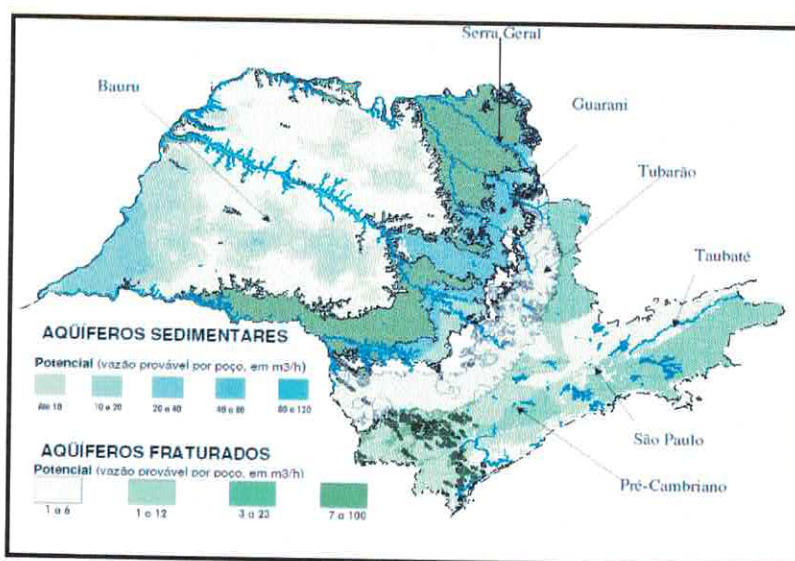 Serra Geral
Bauru
Guarani
Tubarão
Taubaté
AQÜÍFEROS SEDIMENTARES
Potencial (vazão provável por poço, em m3/h)
Até 10 10 a 20 20 a 40 40 a 80 80 a 120
AQÜÍFEROS FRATURADOS
Potencial (vazão provável por poço, em m3/h)
1 a 6 1 a 12 3 a 23 7 a 100
São Paulo
Pré-Cambriano